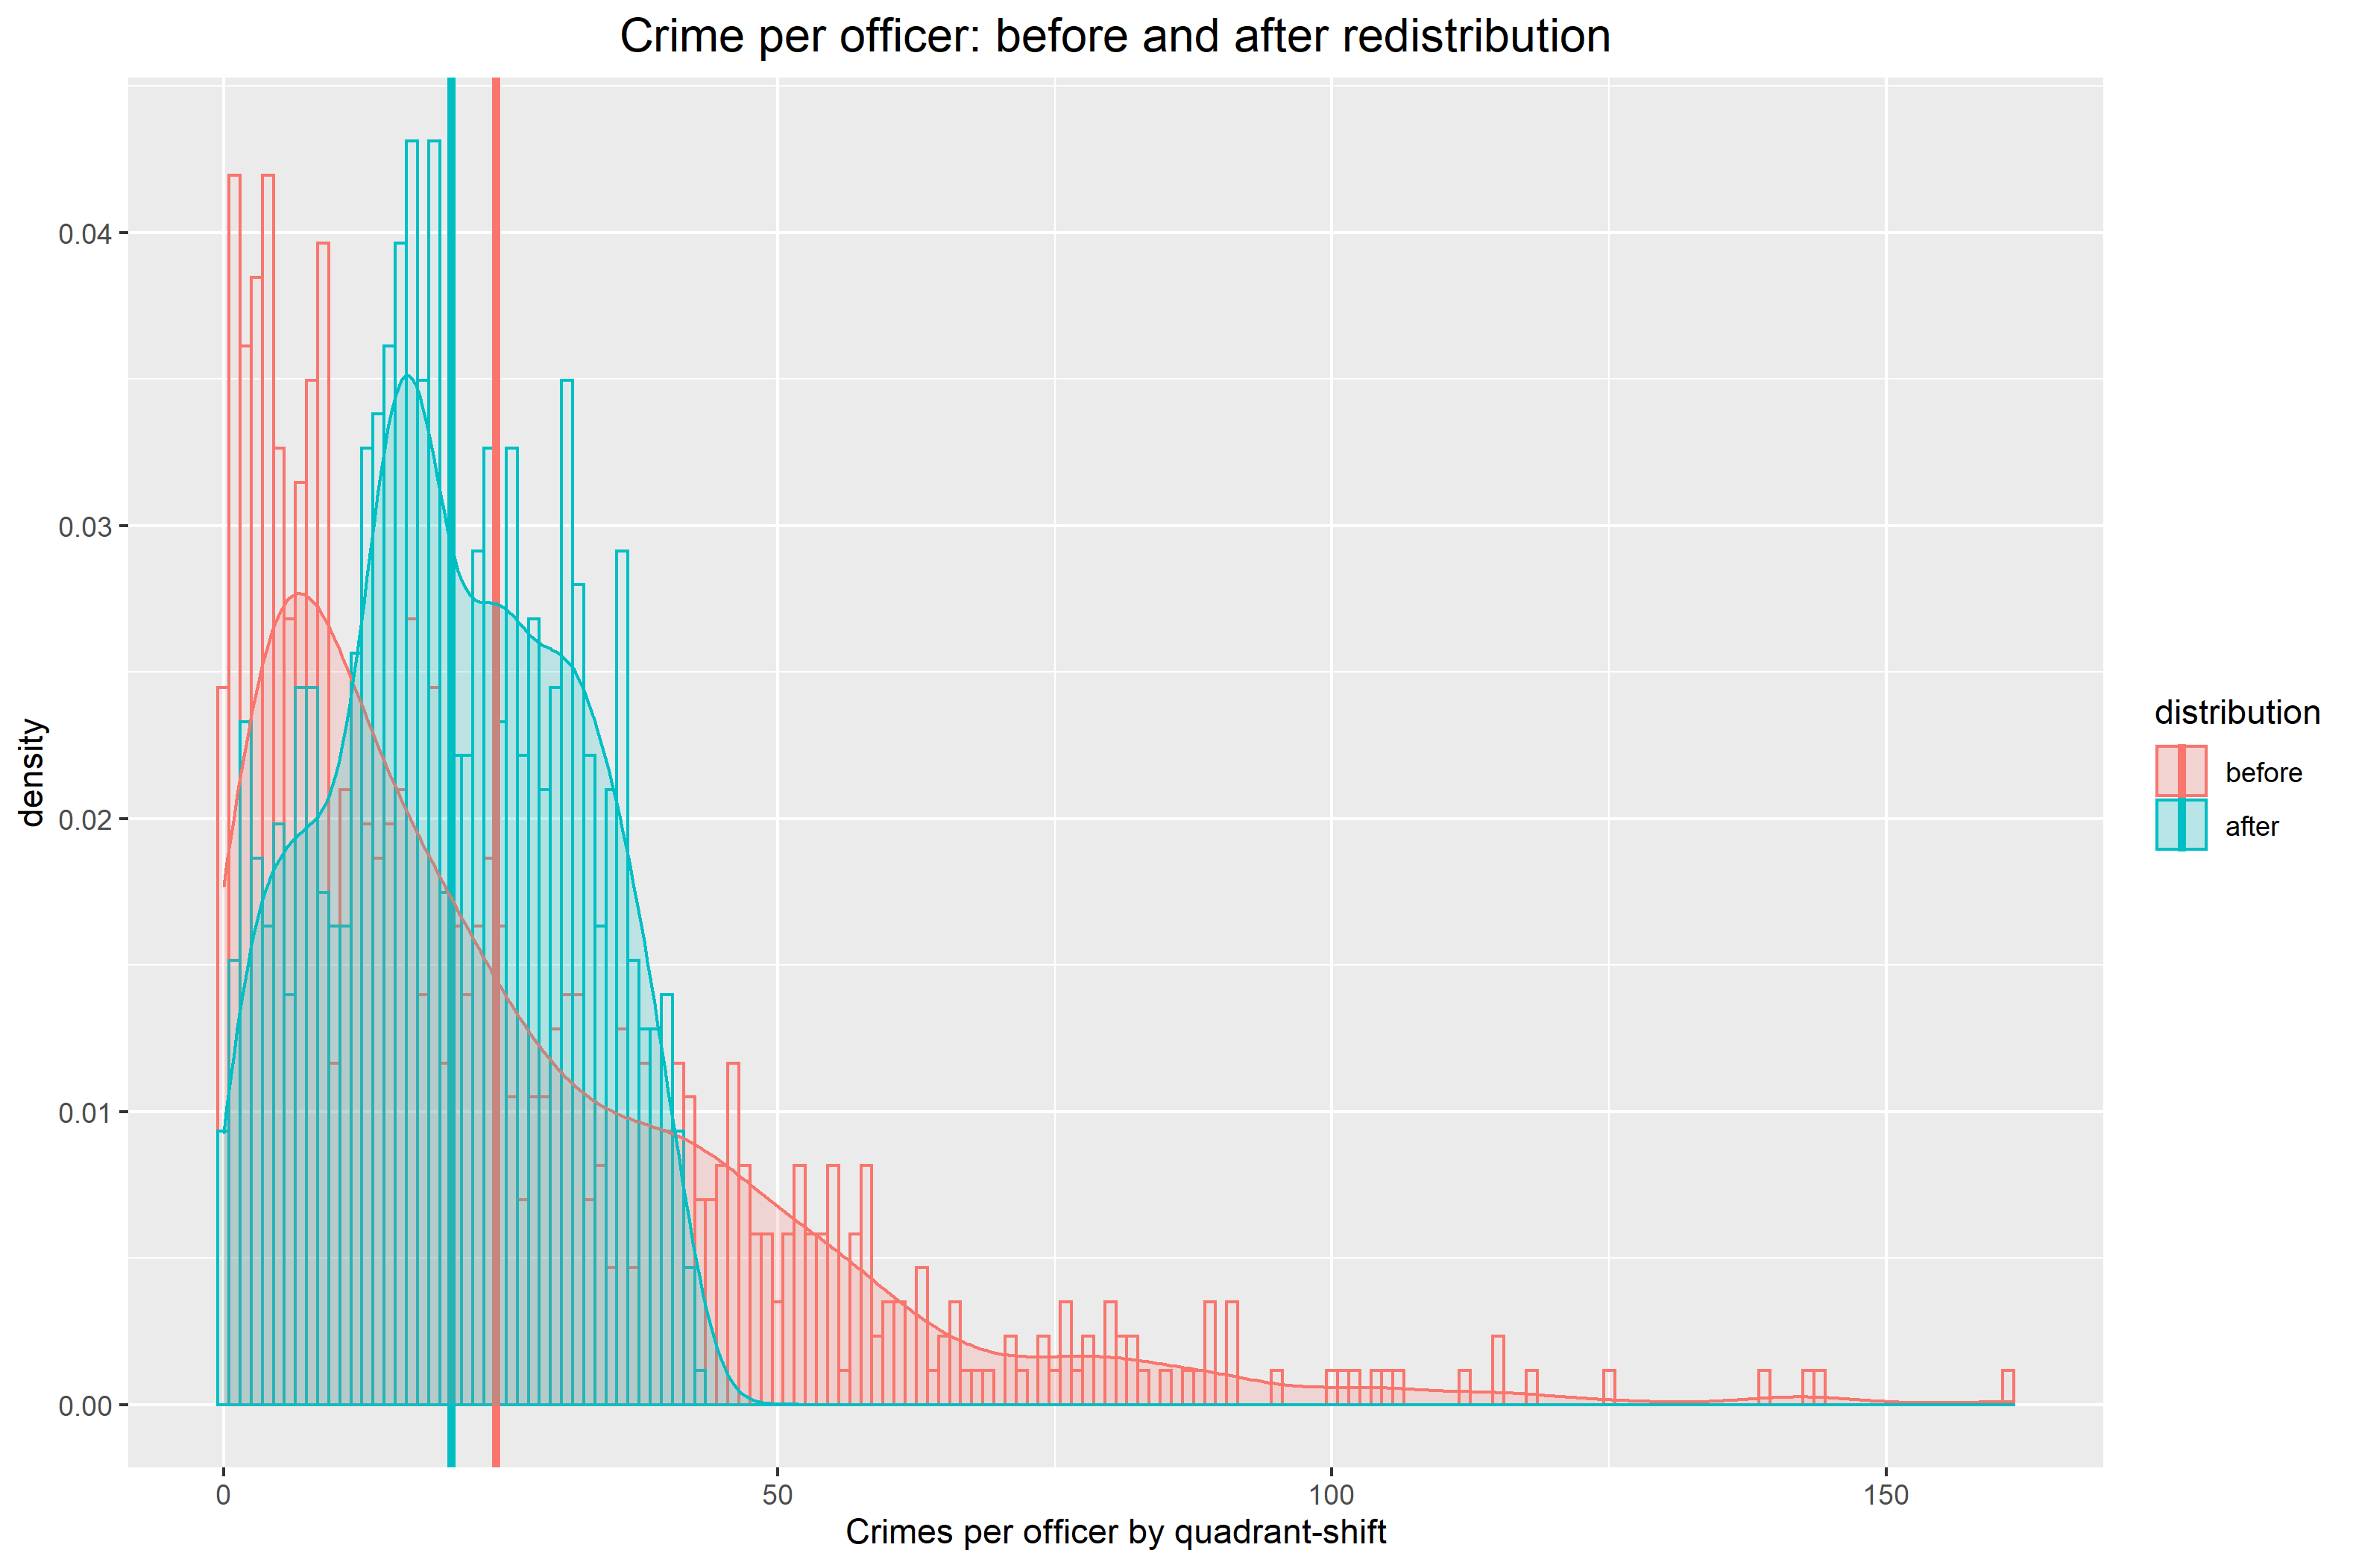 Crime per officer: before and after redistribution
density
0.04
0.03
0.02
0.01
0.00
0
50
100
150
Crimes per officer by quadrant-shift
distribution
before
after